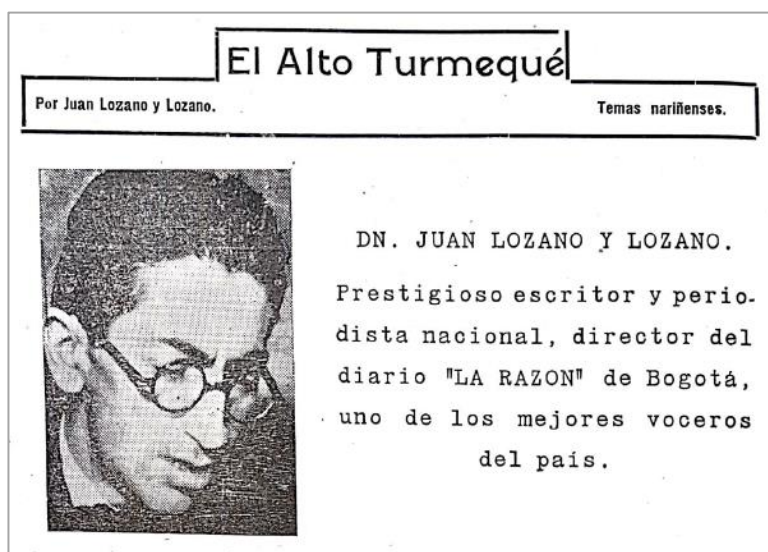 El Alto Turmequé
Por Juan Lozano y Lozano.
Temas nariñenses.
DN. JUAN LOZANO Y LOZANO.
Prestigioso escritor y perio-
dista nacional, director del
diario "LA RAZON" de Bogotá,
uno de los mejores voceros
del país.